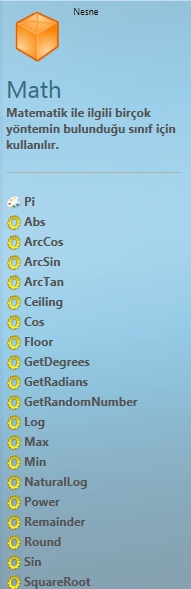 Nesne
Math
Matematik ile ilgili birçok
yöntemin bulunduğu sınıf için
kullanılır.
Pi
Abs
ArcCos
ArcSin
ArcTan
Ceiling
Cos
Floor
GetDegrees
GetRadians
GetRandomNumber
Log
Max
Min
NaturalLog
Power
Remainder
Round
Sin
SquareRoot